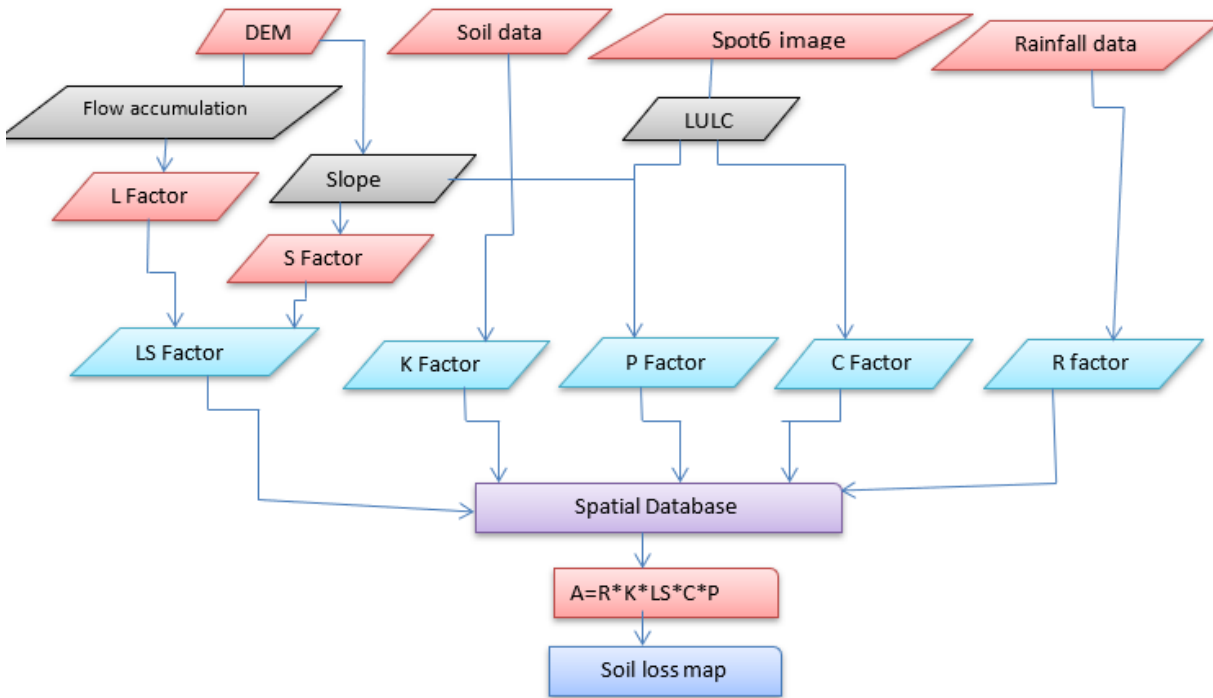 DEM
Soil data
Spot6 image
Rainfall data
Flow accumulation
LULC
Slope
L Factor
S Factor
LS Factor
K Factor
P Factor
C Factor
R factor
Spatial Database
A=R*K*LS*C*P
Soil loss map